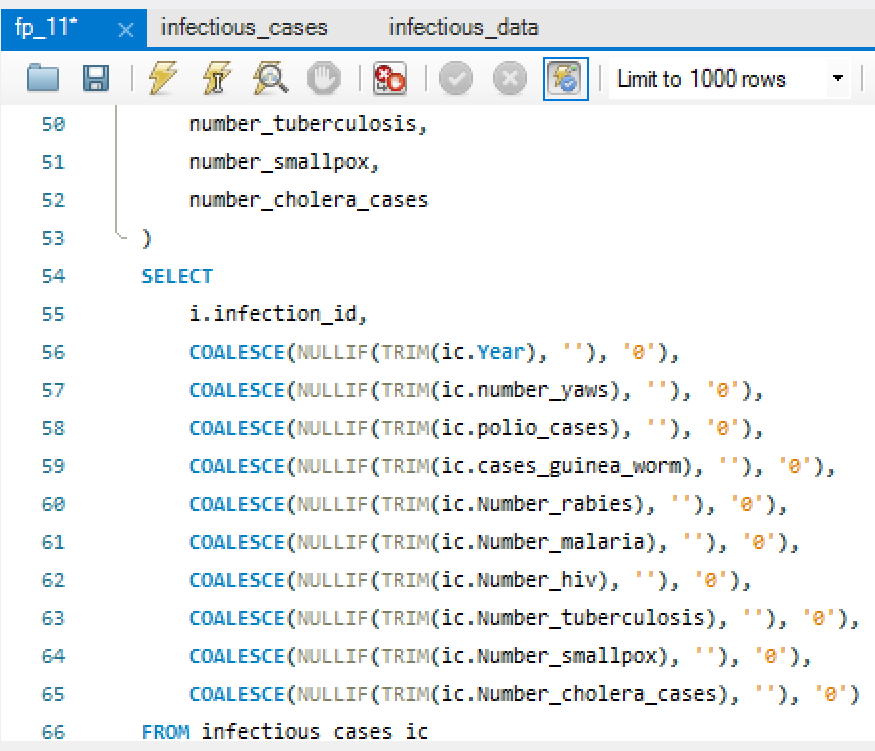 fp_11* × infectious_cases infectious_data
Limit to 1000 rows
50 number_tuberculosis,
51 number_smallpox,
52 number_cholera_cases
53 )
54 SELECT
55 i.infection_id,
56 COALESCE(NULLIF(TRIM(ic.Year), ''), '0'),
57 COALESCE(NULLIF(TRIM(ic.number_yaws), ''), '0'),
58 COALESCE(NULLIF(TRIM(ic.polio_cases), ''), '0'),
59 COALESCE(NULLIF(TRIM(ic.cases_guinea_worm), ''), '0'),
60 COALESCE(NULLIF(TRIM(ic.Number_rabies), ''), '0'),
61 COALESCE(NULLIF(TRIM(ic.Number_malaria), ''), '0'),
62 COALESCE(NULLIF(TRIM(ic.Number_hiv), ''), '0'),
63 COALESCE(NULLIF(TRIM(ic.Number_tuberculosis), ''), '0'),
64 COALESCE(NULLIF(TRIM(ic.Number_smallpox), ''), '0'),
65 COALESCE(NULLIF(TRIM(ic.Number_cholera_cases), ''), '0')
66 FROM infectious_cases ic